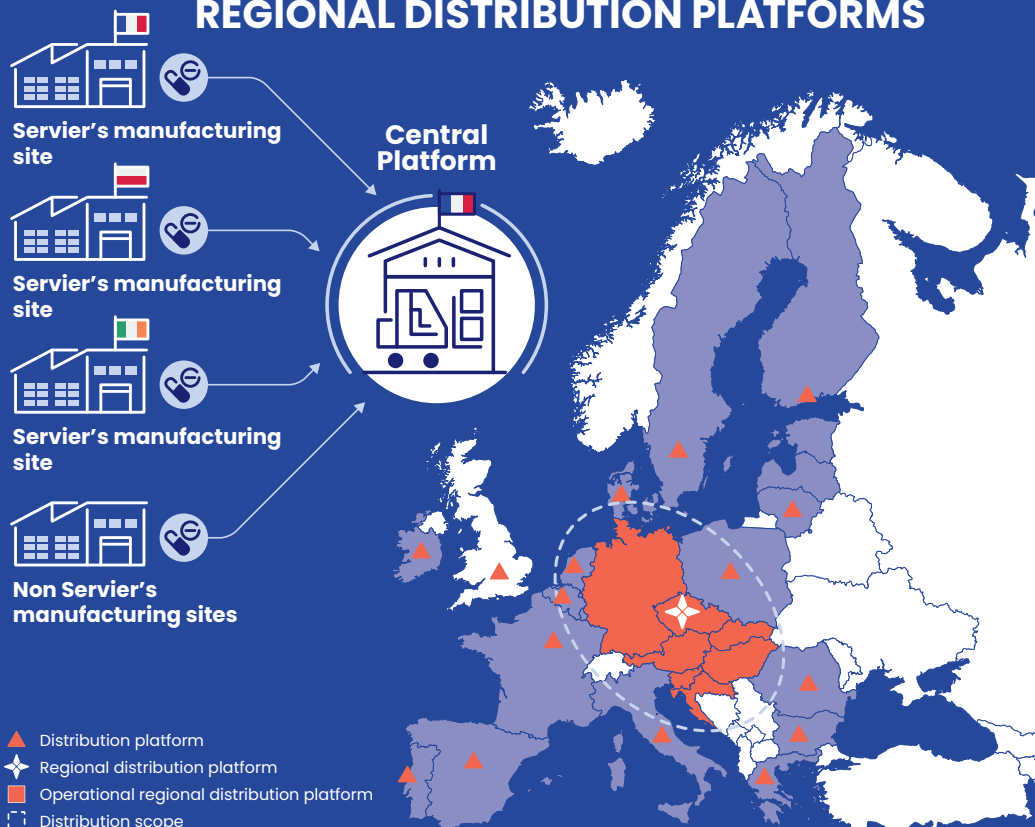 REGIONAL DISTRIBUTION PLATFORMS
Servier's manufacturing
site
Central
Platform
Servier's manufacturing
site
Servier's manufacturing
site
Non Servier's
manufacturing sites
Distribution platform
Regional distribution platform
Operational regional distribution platform
Distribution scope